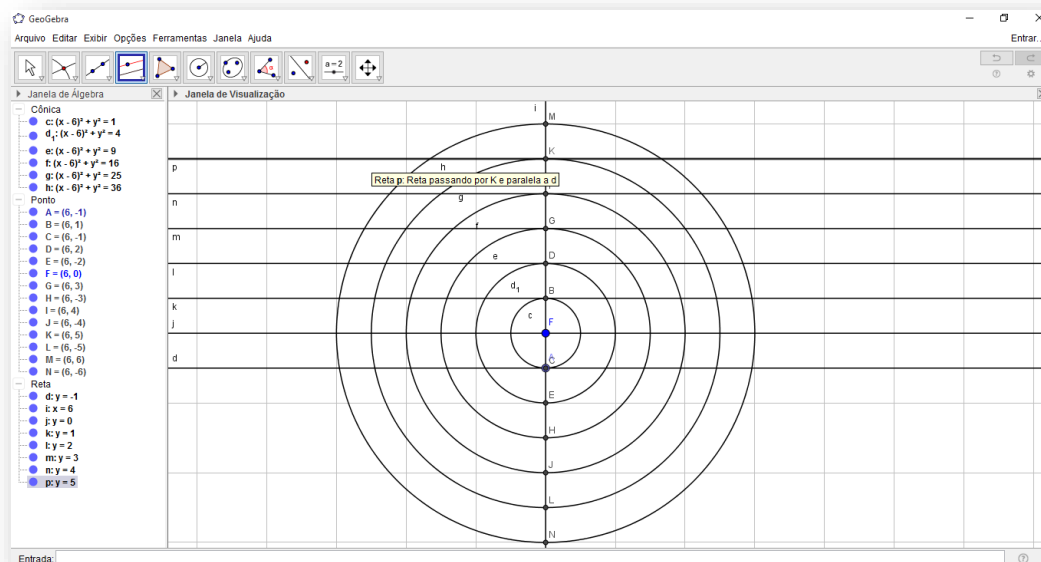 GeoGebra
Arquivo Editar Exibir Opções Ferramentas Janela Ajuda
Entrar...
a = 2
Janela de Álgebra
Janela de Visualização
Cônica
c: (x - 6)² + y² = 1
d₁: (x - 6)² + y² = 4
e: (x - 6)² + y² = 9
f: (x - 6)² + y² = 16
g: (x - 6)² + y² = 25
h: (x - 6)² + y² = 36
Ponto
A = (6, -1)
B = (6, 1)
C = (6, -1)
D = (6, 2)
E = (6, -2)
F = (6, 0)
G = (6, 3)
H = (6, -3)
I = (6, 4)
J = (6, -4)
K = (6, 5)
L = (6, -5)
M = (6, 6)
N = (6, -6)
Reta
d: y = -1
i: x = 6
j: y = 0
k: y = 1
l: y = 2
m: y = 3
n: y = 4
p: y = 5
i
M
K
h
p
Reta p: Reta passando por K e paralela a d
g
n
f
G
m
e
D
l
d₁
B
k
c
F
j
d
C
E
H
J
L
N
Entrada: